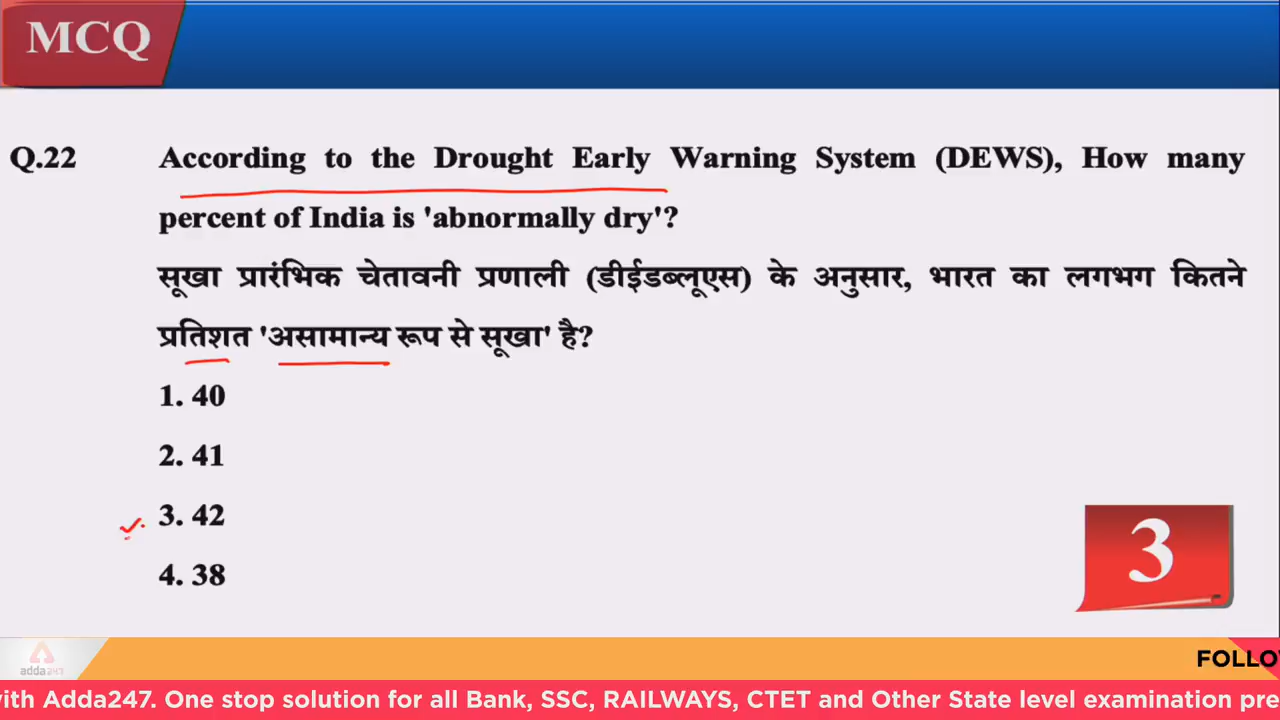 MCQ
Q.22 According to the Drought Early Warning System (DEWS), How many
percent of India is 'abnormally dry'?
सूखा प्रारंभिक चेतावनी प्रणाली (डीईडब्लूएस) के अनुसार, भारत का लगभग कितने
प्रतिशत 'असामान्य रूप से सूखा' है?
1. 40
2. 41
3. 42
4. 38
3
adda247
FOLLO
vith Adda247. One stop solution for all Bank, SSC, RAILWAYS, CTET and Other State level examination pre